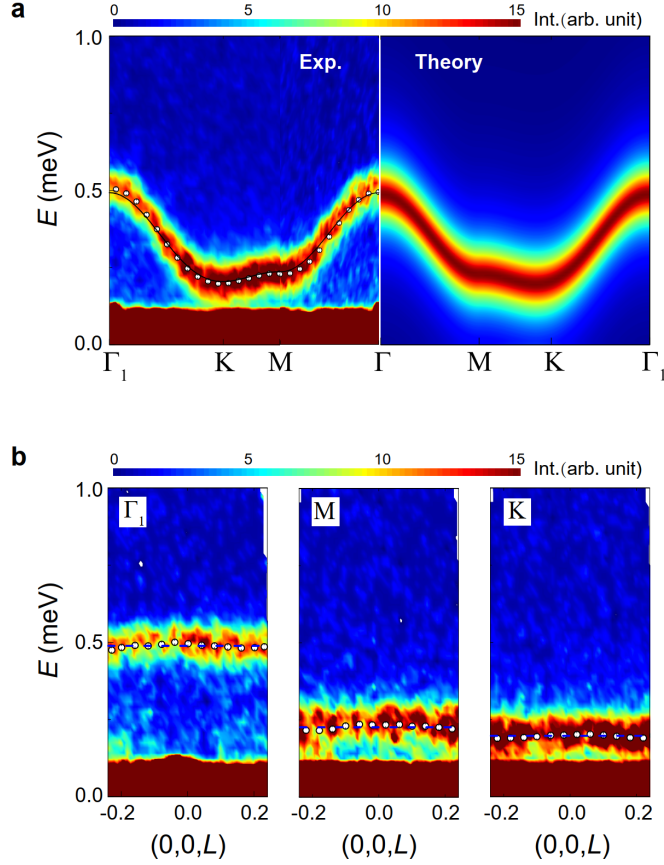 a
0 5 10 15 Int.(arb. unit)
1.0
0.5
0.0
E (meV)
Exp.
Theory
Γ1 K M Γ M K Γ1
b
0 5 10 15 Int.(arb. unit)
1.0
0.5
0.0
E (meV)
Γ1
M
K
-0.2 0.0 0.2 -0.2 0.0 0.2 -0.2 0.0 0.2
(0,0,L) (0,0,L) (0,0,L)